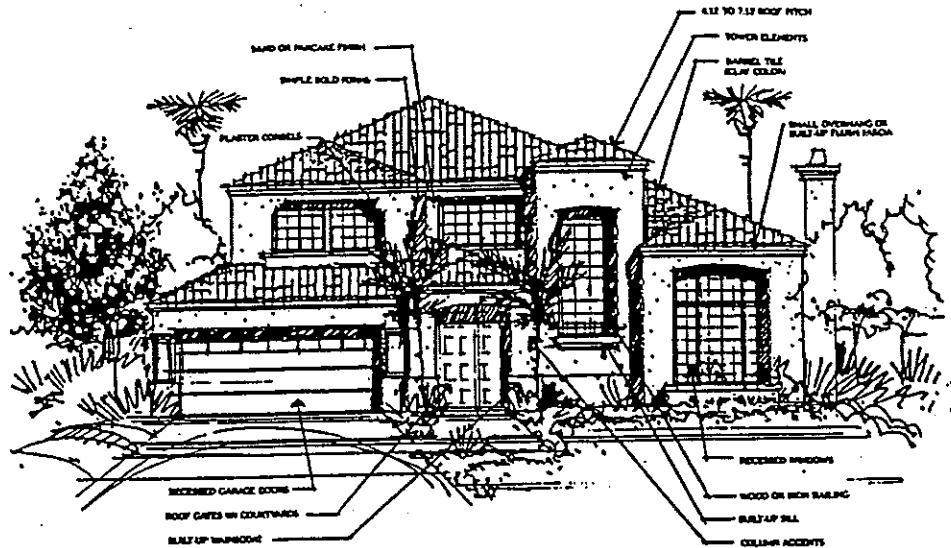 4:12 TO 7:12 ROOF PITCH
SAND OR PANCAKE FINISH
TOWER ELEMENTS
SIMPLE BOLD FORMS
BARREL TILE
(CLAY COLOR)
PLASTER CORBELS
SMALL OVERHANG OR
BUILT-UP PLUSH FASCIA
RECESSED WINDOWS
RECESSED GARAGE DOORS
WOOD OR IRON RAILING
ROOF GATES W/ COURTYARDS
BUILT-UP SILL
BUILT-UP WAINSCOAT
COLUMN ACCENTS